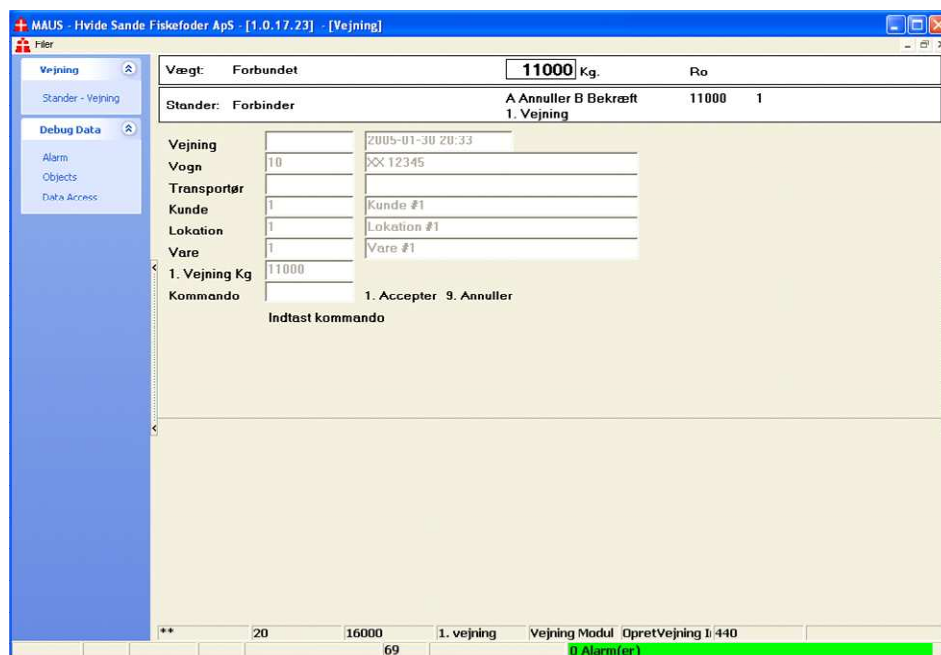 MAUS - Hvide Sande Fiskefoder ApS - [1.0.17.23] - [Vejning]
Filer
Vejning
Stander - Vejning
Debug Data
Alarm
Objects
Data Access
Vægt: Forbundet 11000 Kg. Ro
Stander: Forbinder A Annuller B Bekræft 11000 1
1. Vejning
Vejning 2005-01-30 20:33
Vogn 10 XX 12345
Transportør
Kunde 1 Kunde #1
Lokation 1 Lokation #1
Vare 1 Vare #1
1. Vejning Kg 11000
Kommando 1. Accepter 9. Annuller
Indtast kommando
** 20 16000 1. vejning Vejning Modul OpretVejning 440
69 0 Alarm(er)